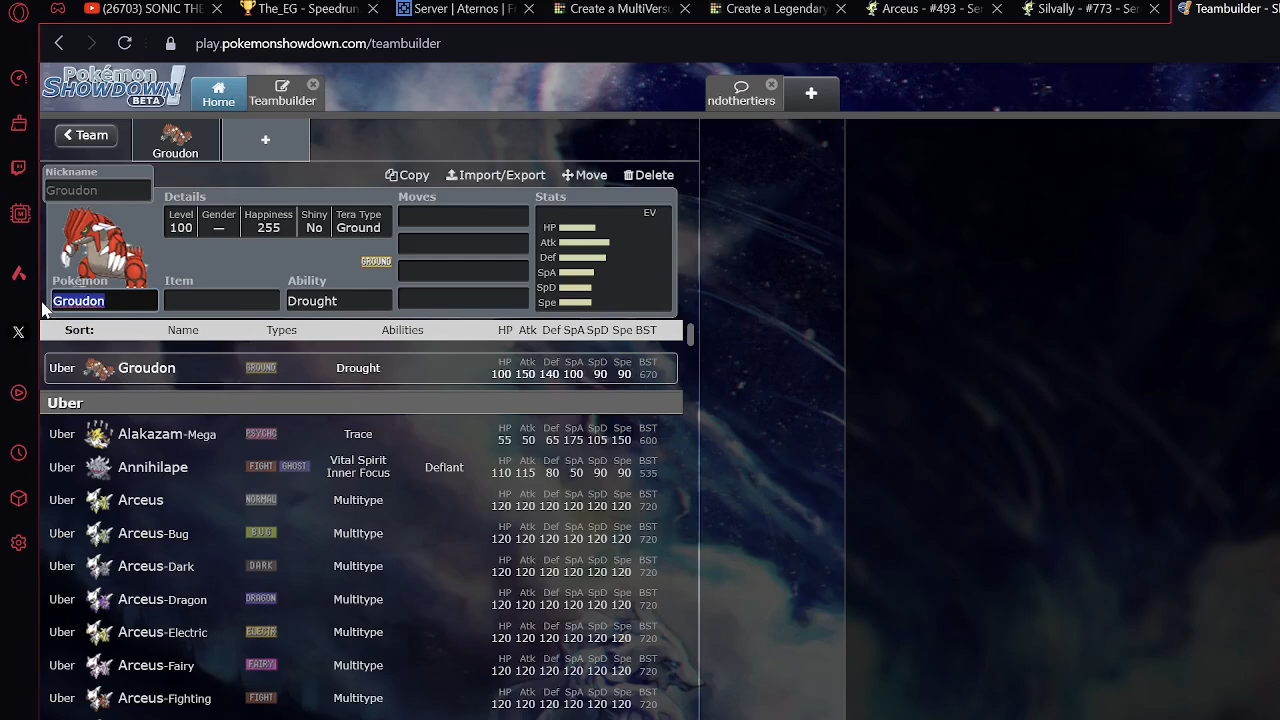 (26703) SONIC THE
The_EG - Speedrun.
Server | Aternos | F
Create a MultiVersu
Create a Legendary
Arceus - #493 - Ser
Silvally - #773 - Ser
Teambuilder - S
play.pokemonshowdown.com/teambuilder
Pokémon
SHOWDOWN!
BETA
Home
Teambuilder
ndothertiers
+
Team
Groudon
+
Nickname
Groudon
Copy
Import/Export
Move
Delete
Details
Level Gender Happiness Shiny Tera Type
100 — 255 No Ground
GROUND
Moves
Stats
EV
HP
Atk
Def
SpA
SpD
Spe
Pokémon Item Ability
Groudon Drought
Sort: Name Types Abilities HP Atk Def SpA SpD Spe BST
Uber Groudon GROUND Drought HP 100 Atk 150 Def 140 SpA 100 SpD 90 Spe 90 BST 670
Uber
Uber Alakazam-Mega PSYCHC Trace HP 55 Atk 50 Def 65 SpA 175 SpD 105 Spe 150 BST 600
Uber Annihilape FIGHT GHOST Vital Spirit Inner Focus Defiant HP 110 Atk 115 Def 80 SpA 50 SpD 90 Spe 90 BST 535
Uber Arceus NORMAL Multitype HP 120 Atk 120 Def 120 SpA 120 SpD 120 Spe 120 BST 720
Uber Arceus-Bug BUG Multitype HP 120 Atk 120 Def 120 SpA 120 SpD 120 Spe 120 BST 720
Uber Arceus-Dark DARK Multitype HP 120 Atk 120 Def 120 SpA 120 SpD 120 Spe 120 BST 720
Uber Arceus-Dragon DRAGON Multitype HP 120 Atk 120 Def 120 SpA 120 SpD 120 Spe 120 BST 720
Uber Arceus-Electric ELECTR Multitype HP 120 Atk 120 Def 120 SpA 120 SpD 120 Spe 120 BST 720
Uber Arceus-Fairy FAIRY Multitype HP 120 Atk 120 Def 120 SpA 120 SpD 120 Spe 120 BST 720
Uber Arceus-Fighting FIGHT Multitype HP 120 Atk 120 Def 120 SpA 120 SpD 120 Spe 120 BST 720